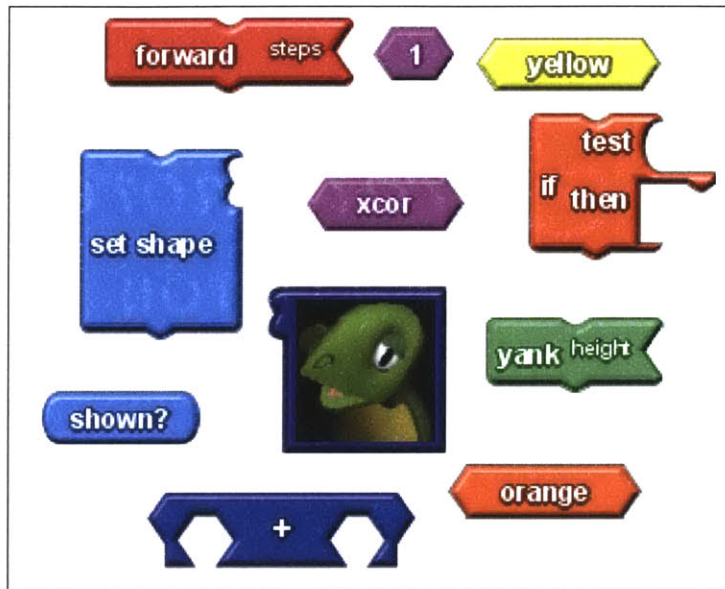 forward steps
1
yellow
test
if then
set shape
xcor
yank height
shown?
orange
+